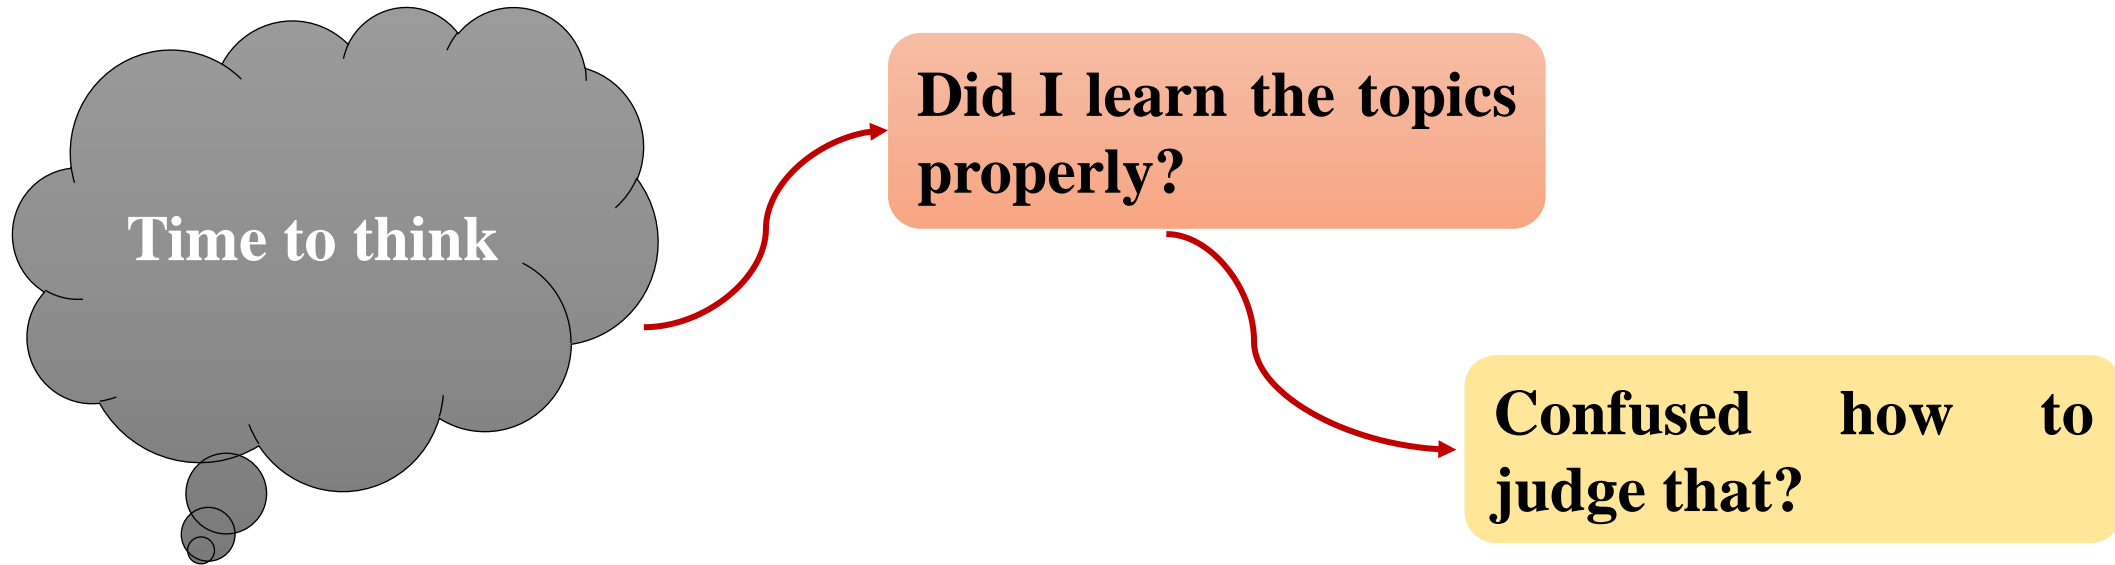 Time to think
Did I learn the topics
properly?
Confused how to
judge that?